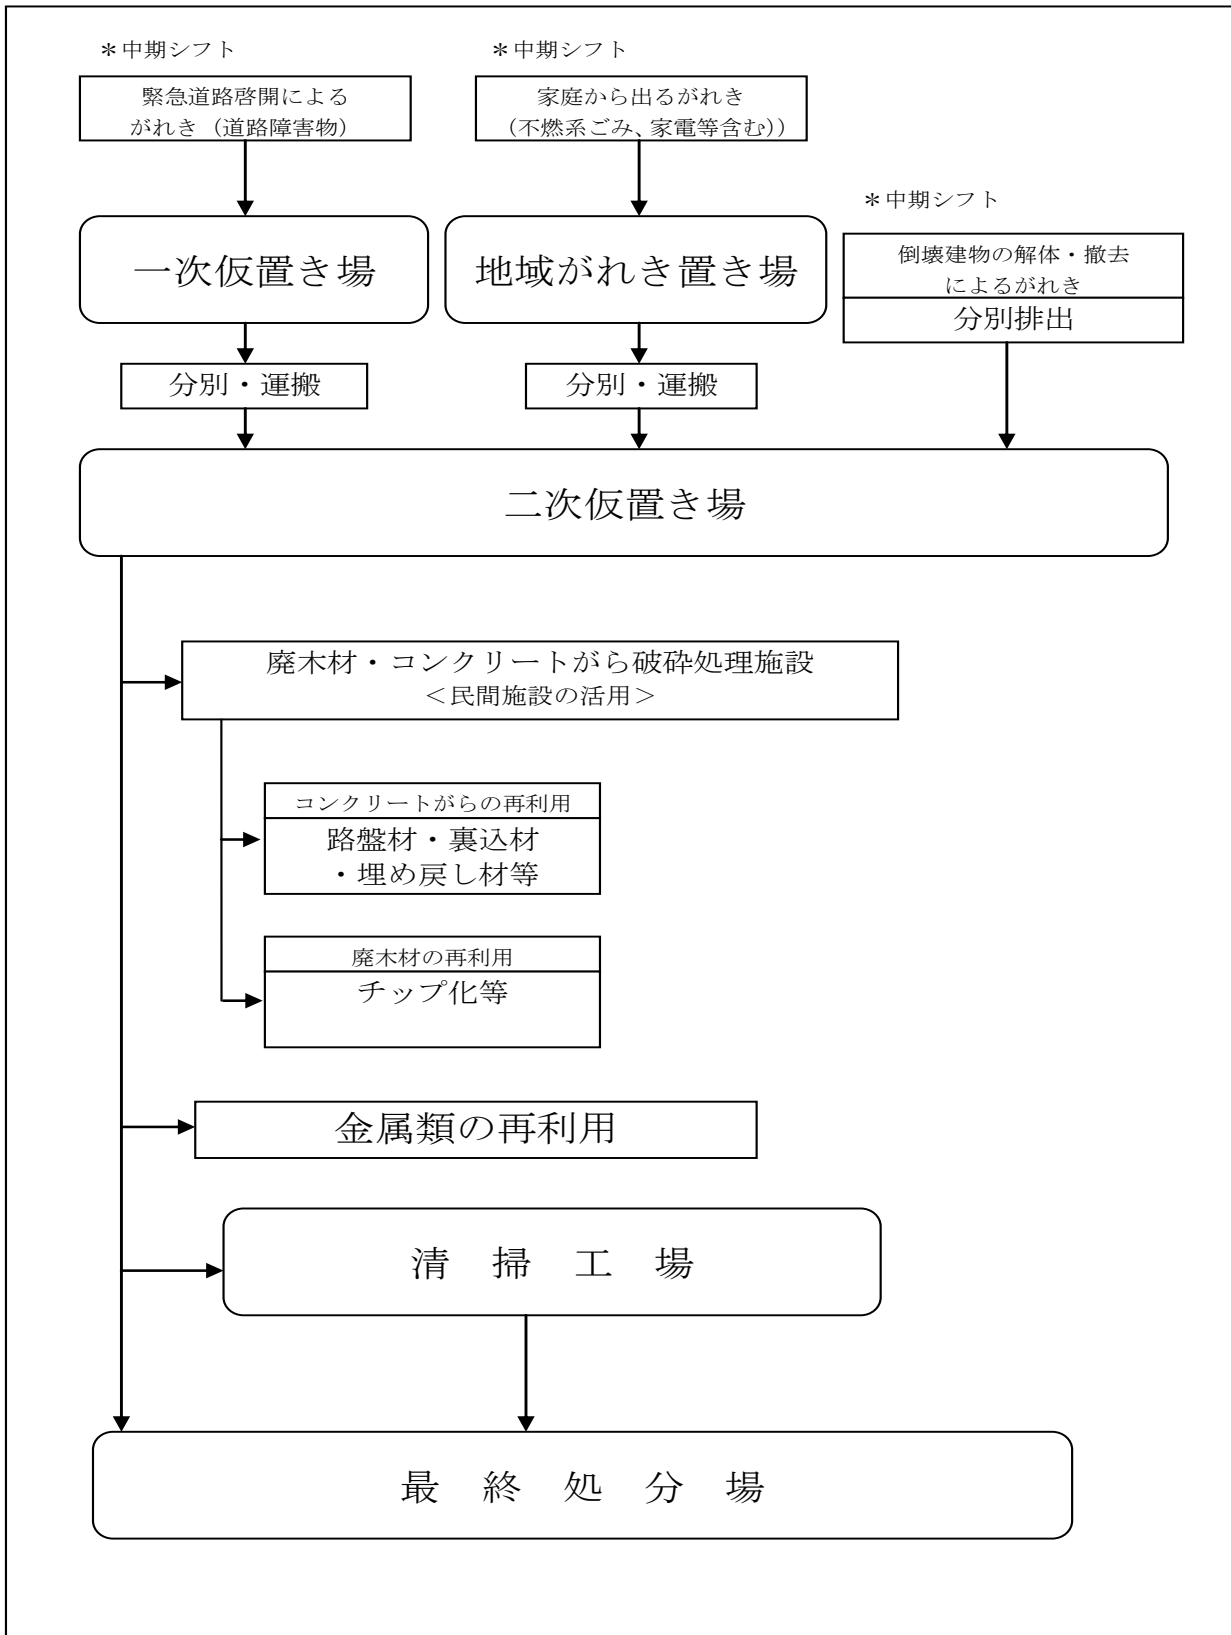 ＊中期シフト
緊急道路啓開による
がれき（道路障害物）
＊中期シフト
家庭から出るがれき
（不燃系ごみ、家電等含む））
＊中期シフト
倒壊建物の解体・撤去
によるがれき
分別排出
一次仮置き場
地域がれき置き場
分別・運搬
分別・運搬
二次仮置き場
廃木材・コンクリートがら破砕処理施設
＜民間施設の活用＞
コンクリートがらの再利用
路盤材・裏込材
・埋め戻し材等
廃木材の再利用
チップ化等
金属類の再利用
清　掃　工　場
最　終　処　分　場